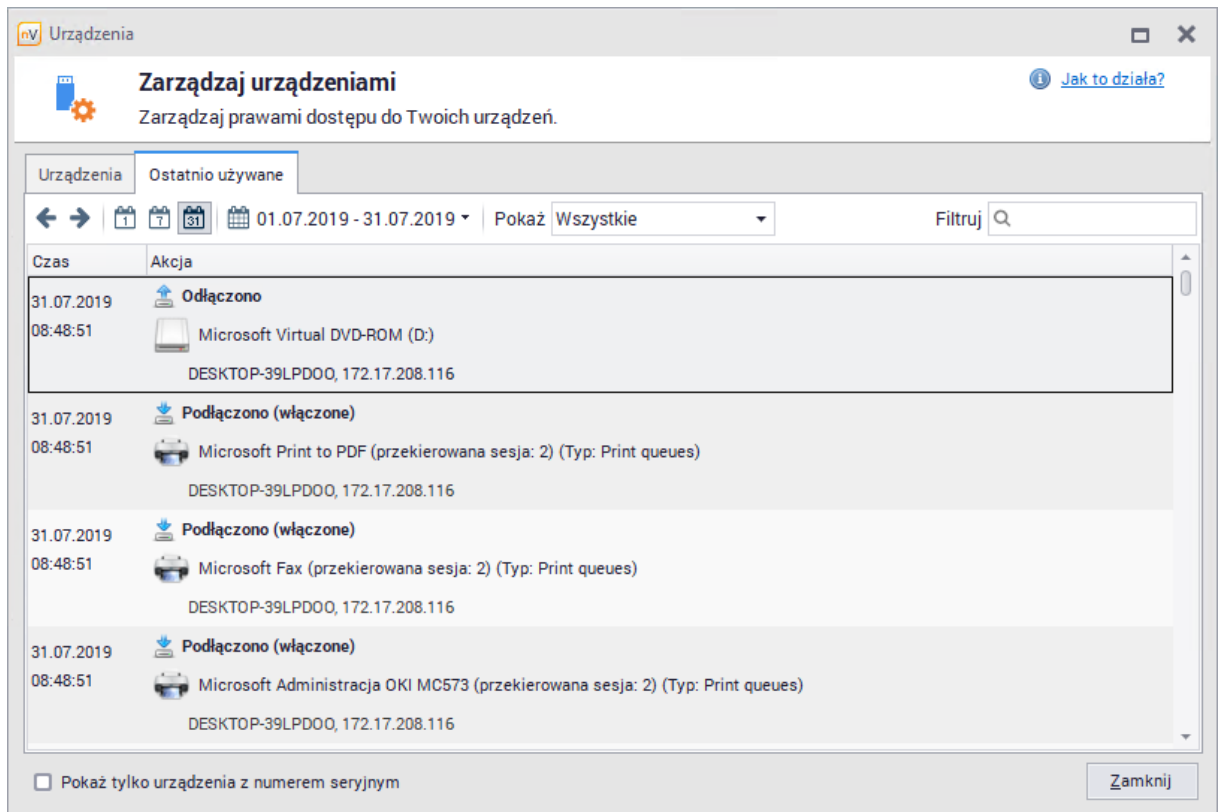 nV Urządzenia
Zarządzaj urządzeniami
Jak to działa?
Zarządzaj prawami dostępu do Twoich urządzeń.
Urządzenia Ostatnio używane
1 7 31 01.07.2019 - 31.07.2019 Pokaż Wszystkie Filtruj
Czas Akcja
31.07.2019 Odłączono
08:48:51 Microsoft Virtual DVD-ROM (D:)
DESKTOP-39LPDOO, 172.17.208.116
31.07.2019 Podłączono (włączone)
08:48:51 Microsoft Print to PDF (przekierowana sesja: 2) (Typ: Print queues)
DESKTOP-39LPDOO, 172.17.208.116
31.07.2019 Podłączono (włączone)
08:48:51 Microsoft Fax (przekierowana sesja: 2) (Typ: Print queues)
DESKTOP-39LPDOO, 172.17.208.116
31.07.2019 Podłączono (włączone)
08:48:51 Microsoft Administracja OKI MC573 (przekierowana sesja: 2) (Typ: Print queues)
DESKTOP-39LPDOO, 172.17.208.116
Pokaż tylko urządzenia z numerem seryjnym Zamknij